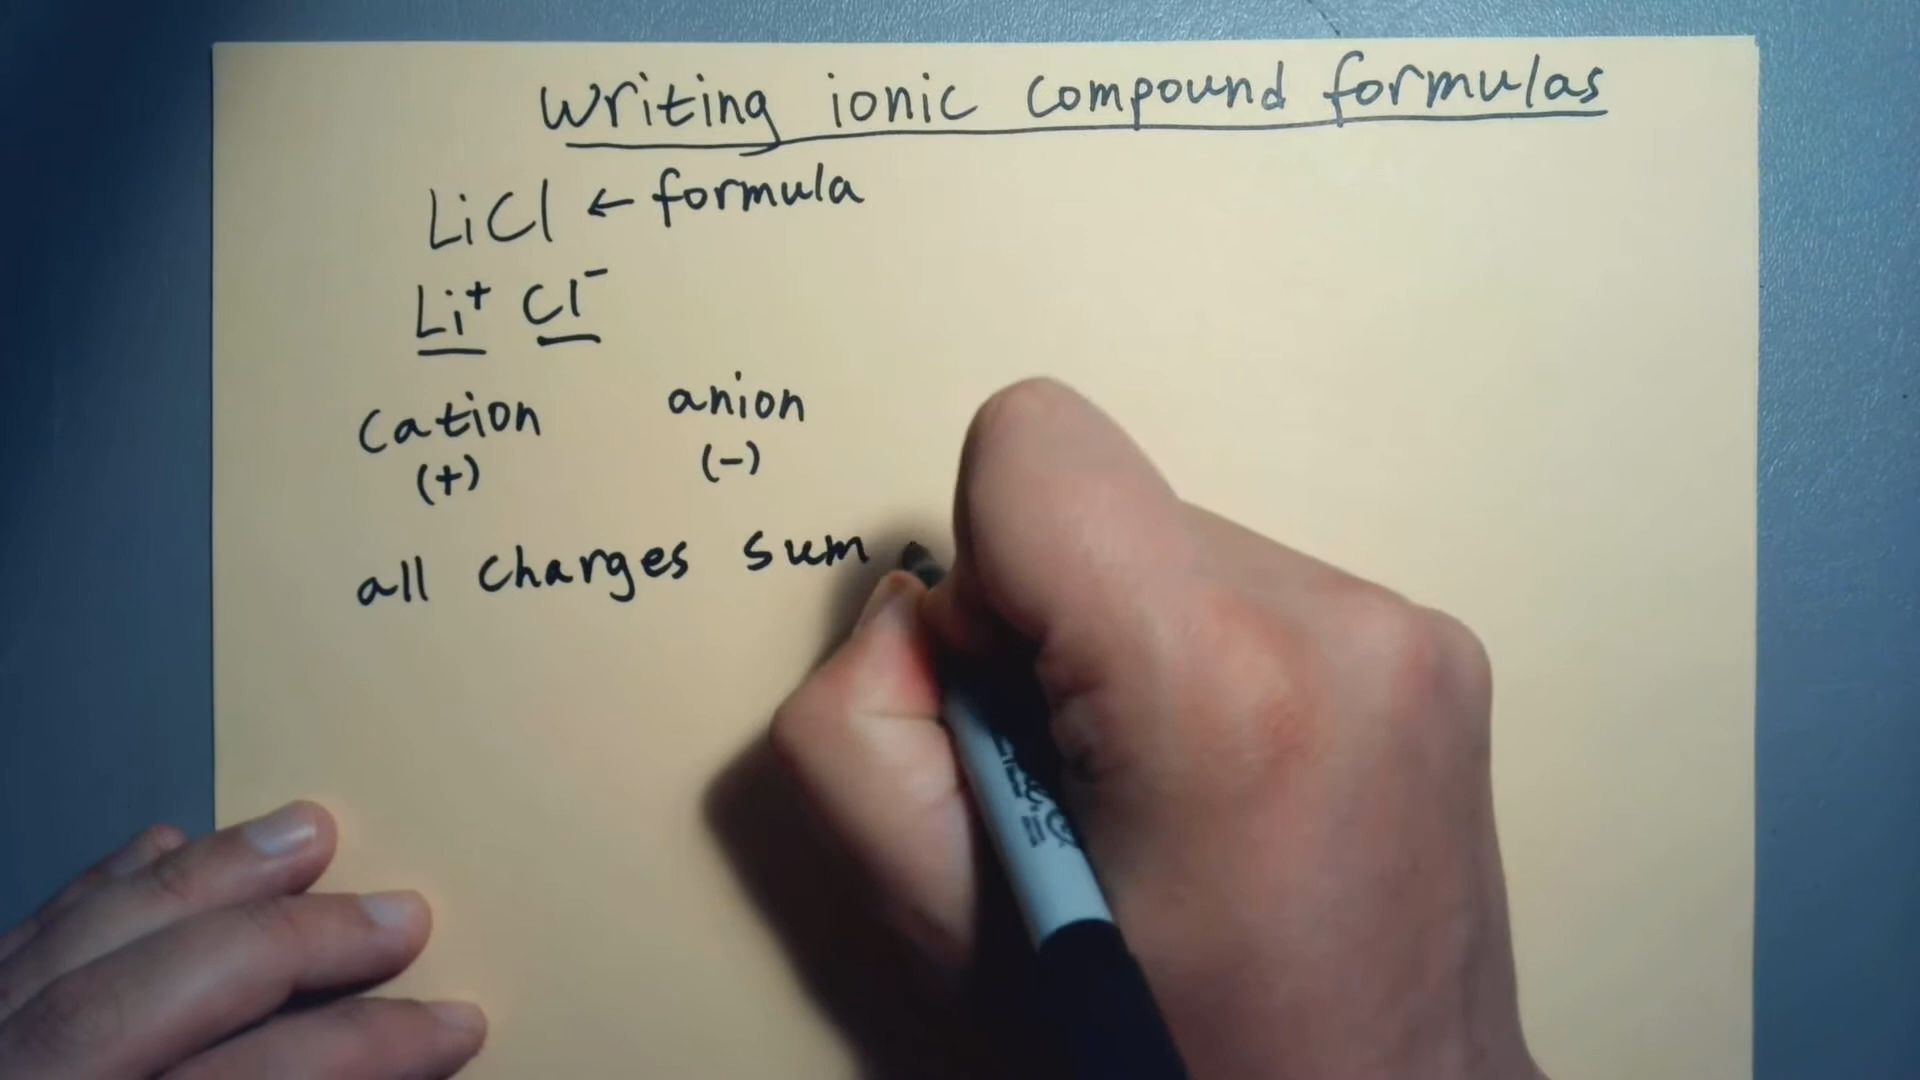 Writing ionic compound formulas
LiCl ← formula
Li⁺ Cl⁻
Cation anion
(+) (-)
all charges sum